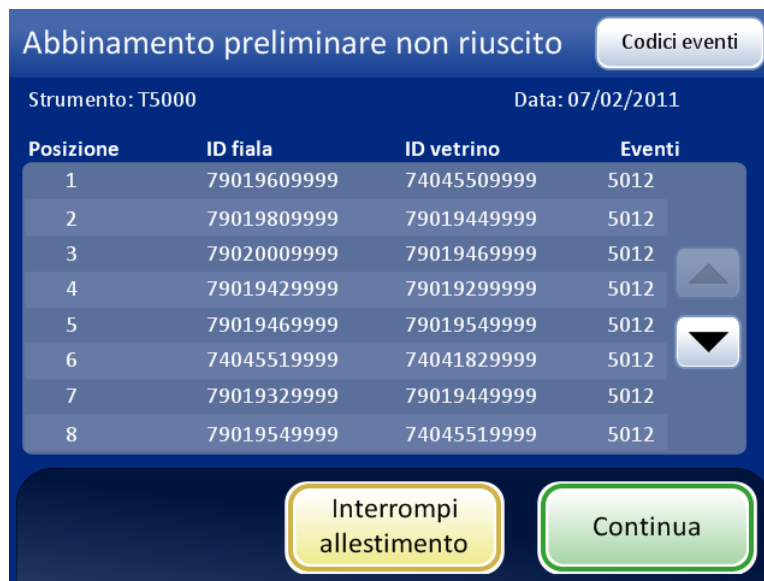 Abbinamento preliminare non riuscito Codici eventi
Strumento: T5000 Data: 07/02/2011
Posizione ID fiala ID vetrino Eventi
1 79019609999 74045509999 5012
2 79019809999 79019449999 5012
3 79020009999 79019469999 5012
4 79019429999 79019299999 5012
5 79019469999 79019549999 5012
6 74045519999 74041829999 5012
7 79019329999 79019449999 5012
8 79019549999 74045519999 5012
Interrompi
allestimento
Continua